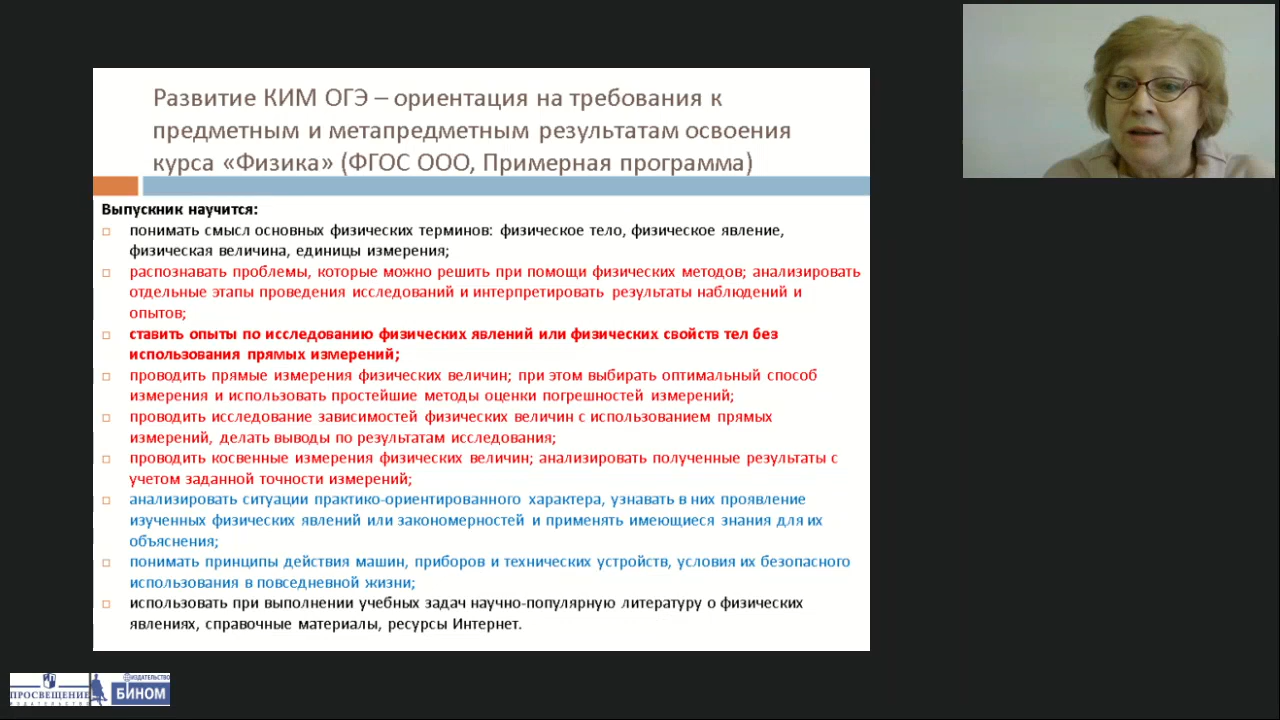 Развитие КИМ ОГЭ – ориентация на требования к
предметным и метапредметным результатам освоения
курса «Физика» (ФГОС ООО, Примерная программа)
Выпускник научится:
понимать смысл основных физических терминов: физическое тело, физическое явление,
физическая величина, единицы измерения;
распознавать проблемы, которые можно решить при помощи физических методов; анализировать
отдельные этапы проведения исследований и интерпретировать результаты наблюдений и
опытов;
ставить опыты по исследованию физических явлений или физических свойств тел без
использования прямых измерений;
проводить прямые измерения физических величин; при этом выбирать оптимальный способ
измерения и использовать простейшие методы оценки погрешностей измерений;
проводить исследование зависимостей физических величин с использованием прямых
измерений, делать выводы по результатам исследования;
проводить косвенные измерения физических величин; анализировать полученные результаты с
учетом заданной точности измерений;
анализировать ситуации практико-ориентированного характера, узнавать в них проявление
изученных физических явлений или закономерностей и применять имеющиеся знания для их
объяснения;
понимать принципы действия машин, приборов и технических устройств, условия их безопасного
использования в повседневной жизни;
использовать при выполнении учебных задач научно-популярную литературу о физических
явлениях, справочные материалы, ресурсы Интернет.
ПРОСВЕЩЕНИЕ
ИЗДАТЕЛЬСТВО
ИЗДАТЕЛЬСТВО
БИНОМ